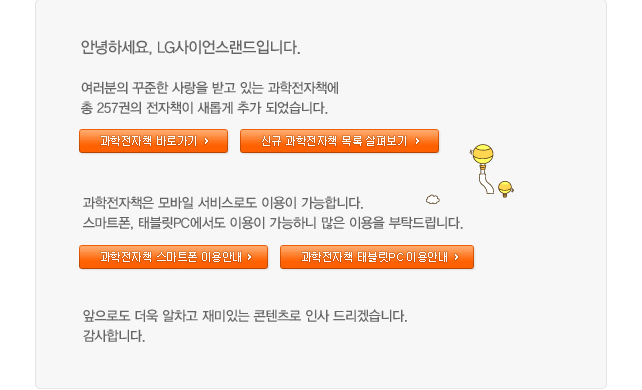 안녕하세요, LG사이언스랜드입니다.
여러분의 꾸준한 사랑을 받고 있는 과학전자책에
총 257권의 전자책이 새롭게 추가 되었습니다.
과학전자책 바로가기 >
신규 과학전자책 목록 살펴보기 >
과학전자책은 모바일 서비스로도 이용이 가능합니다.
스마트폰, 태블릿PC에서도 이용이 가능하니 많은 이용을 부탁드립니다.
과학전자책 스마트폰 이용안내 >
과학전자책 태블릿PC 이용안내 >
앞으로도 더욱 알차고 재미있는 콘텐츠로 인사 드리겠습니다.
감사합니다.